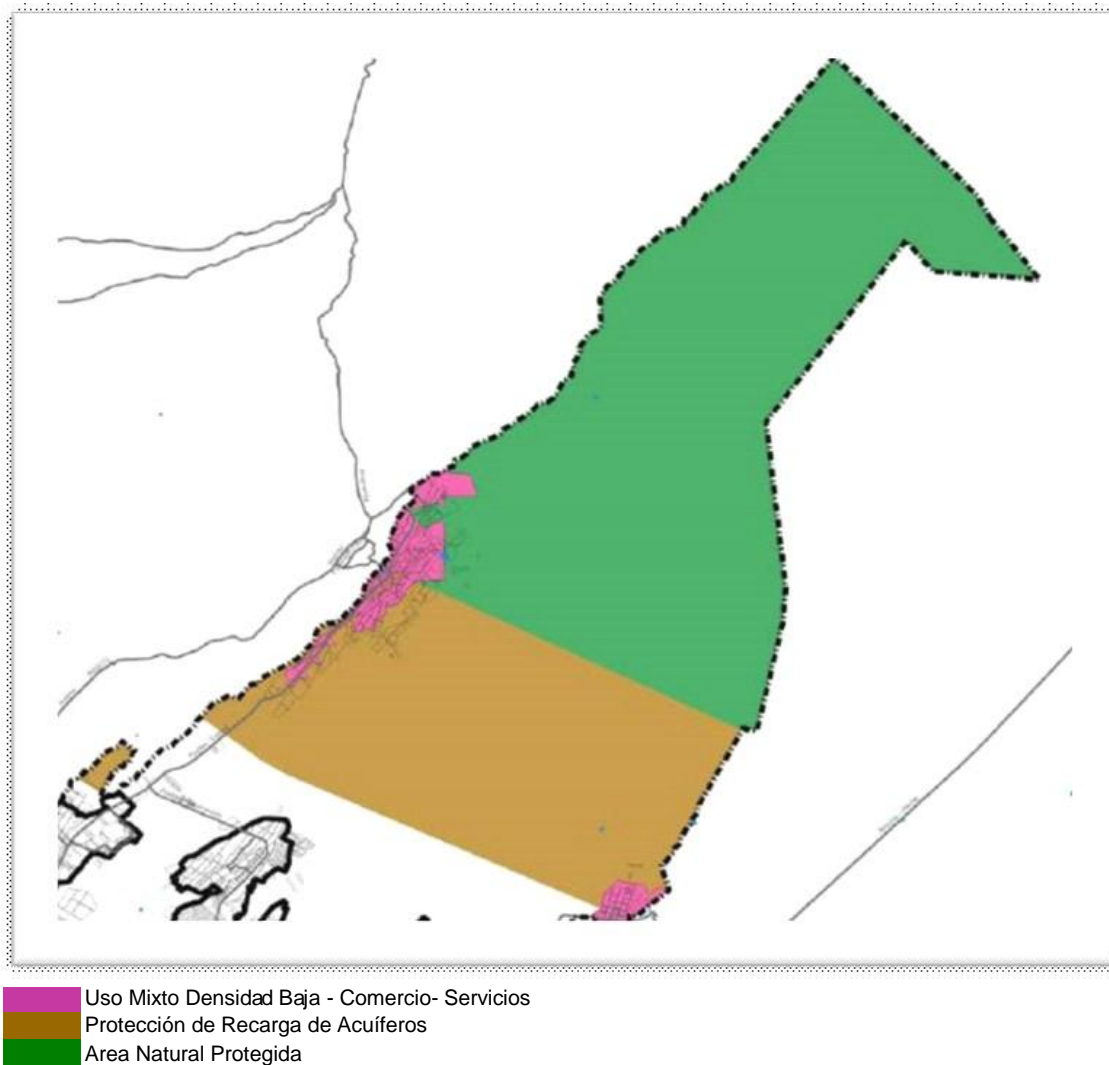 Uso Mixto Densidad Baja - Comercio- Servicios
Protección de Recarga de Acuíferos
Area Natural Protegida